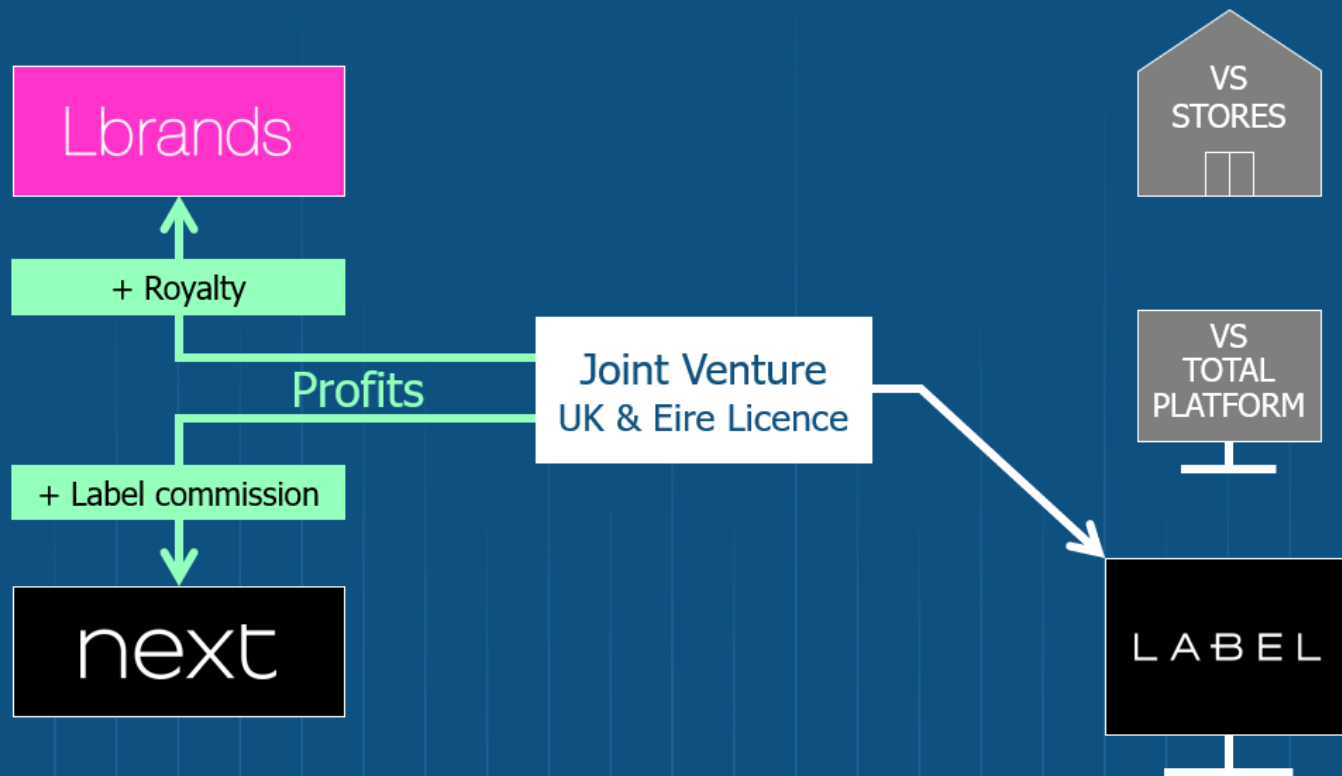 Lbrands
+ Royalty
Profits
+ Label commission
next
Joint Venture
UK & Eire Licence
VS
STORES
VS
TOTAL
PLATFORM
LABEL